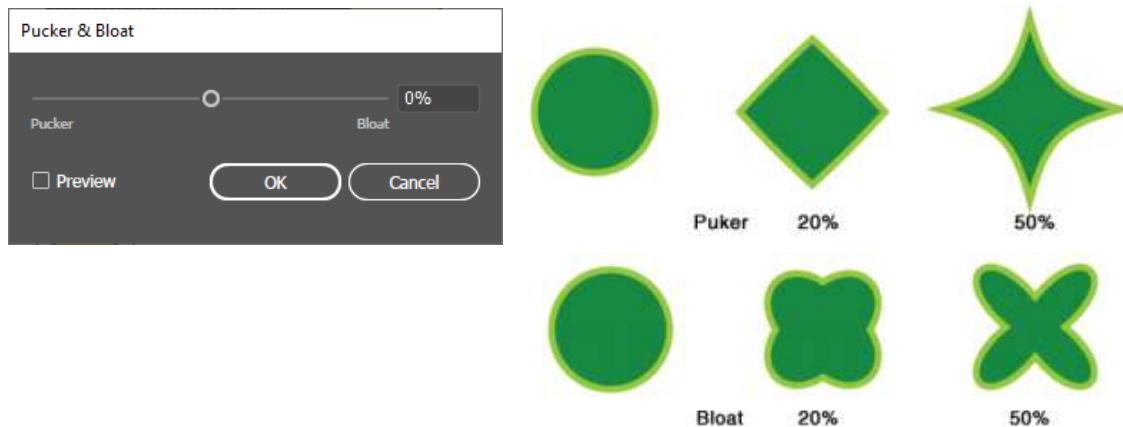 Pucker & Bloat
0%
Pucker
Bloat
Preview
OK
Cancel
Puker 20% 50%
Bloat 20% 50%